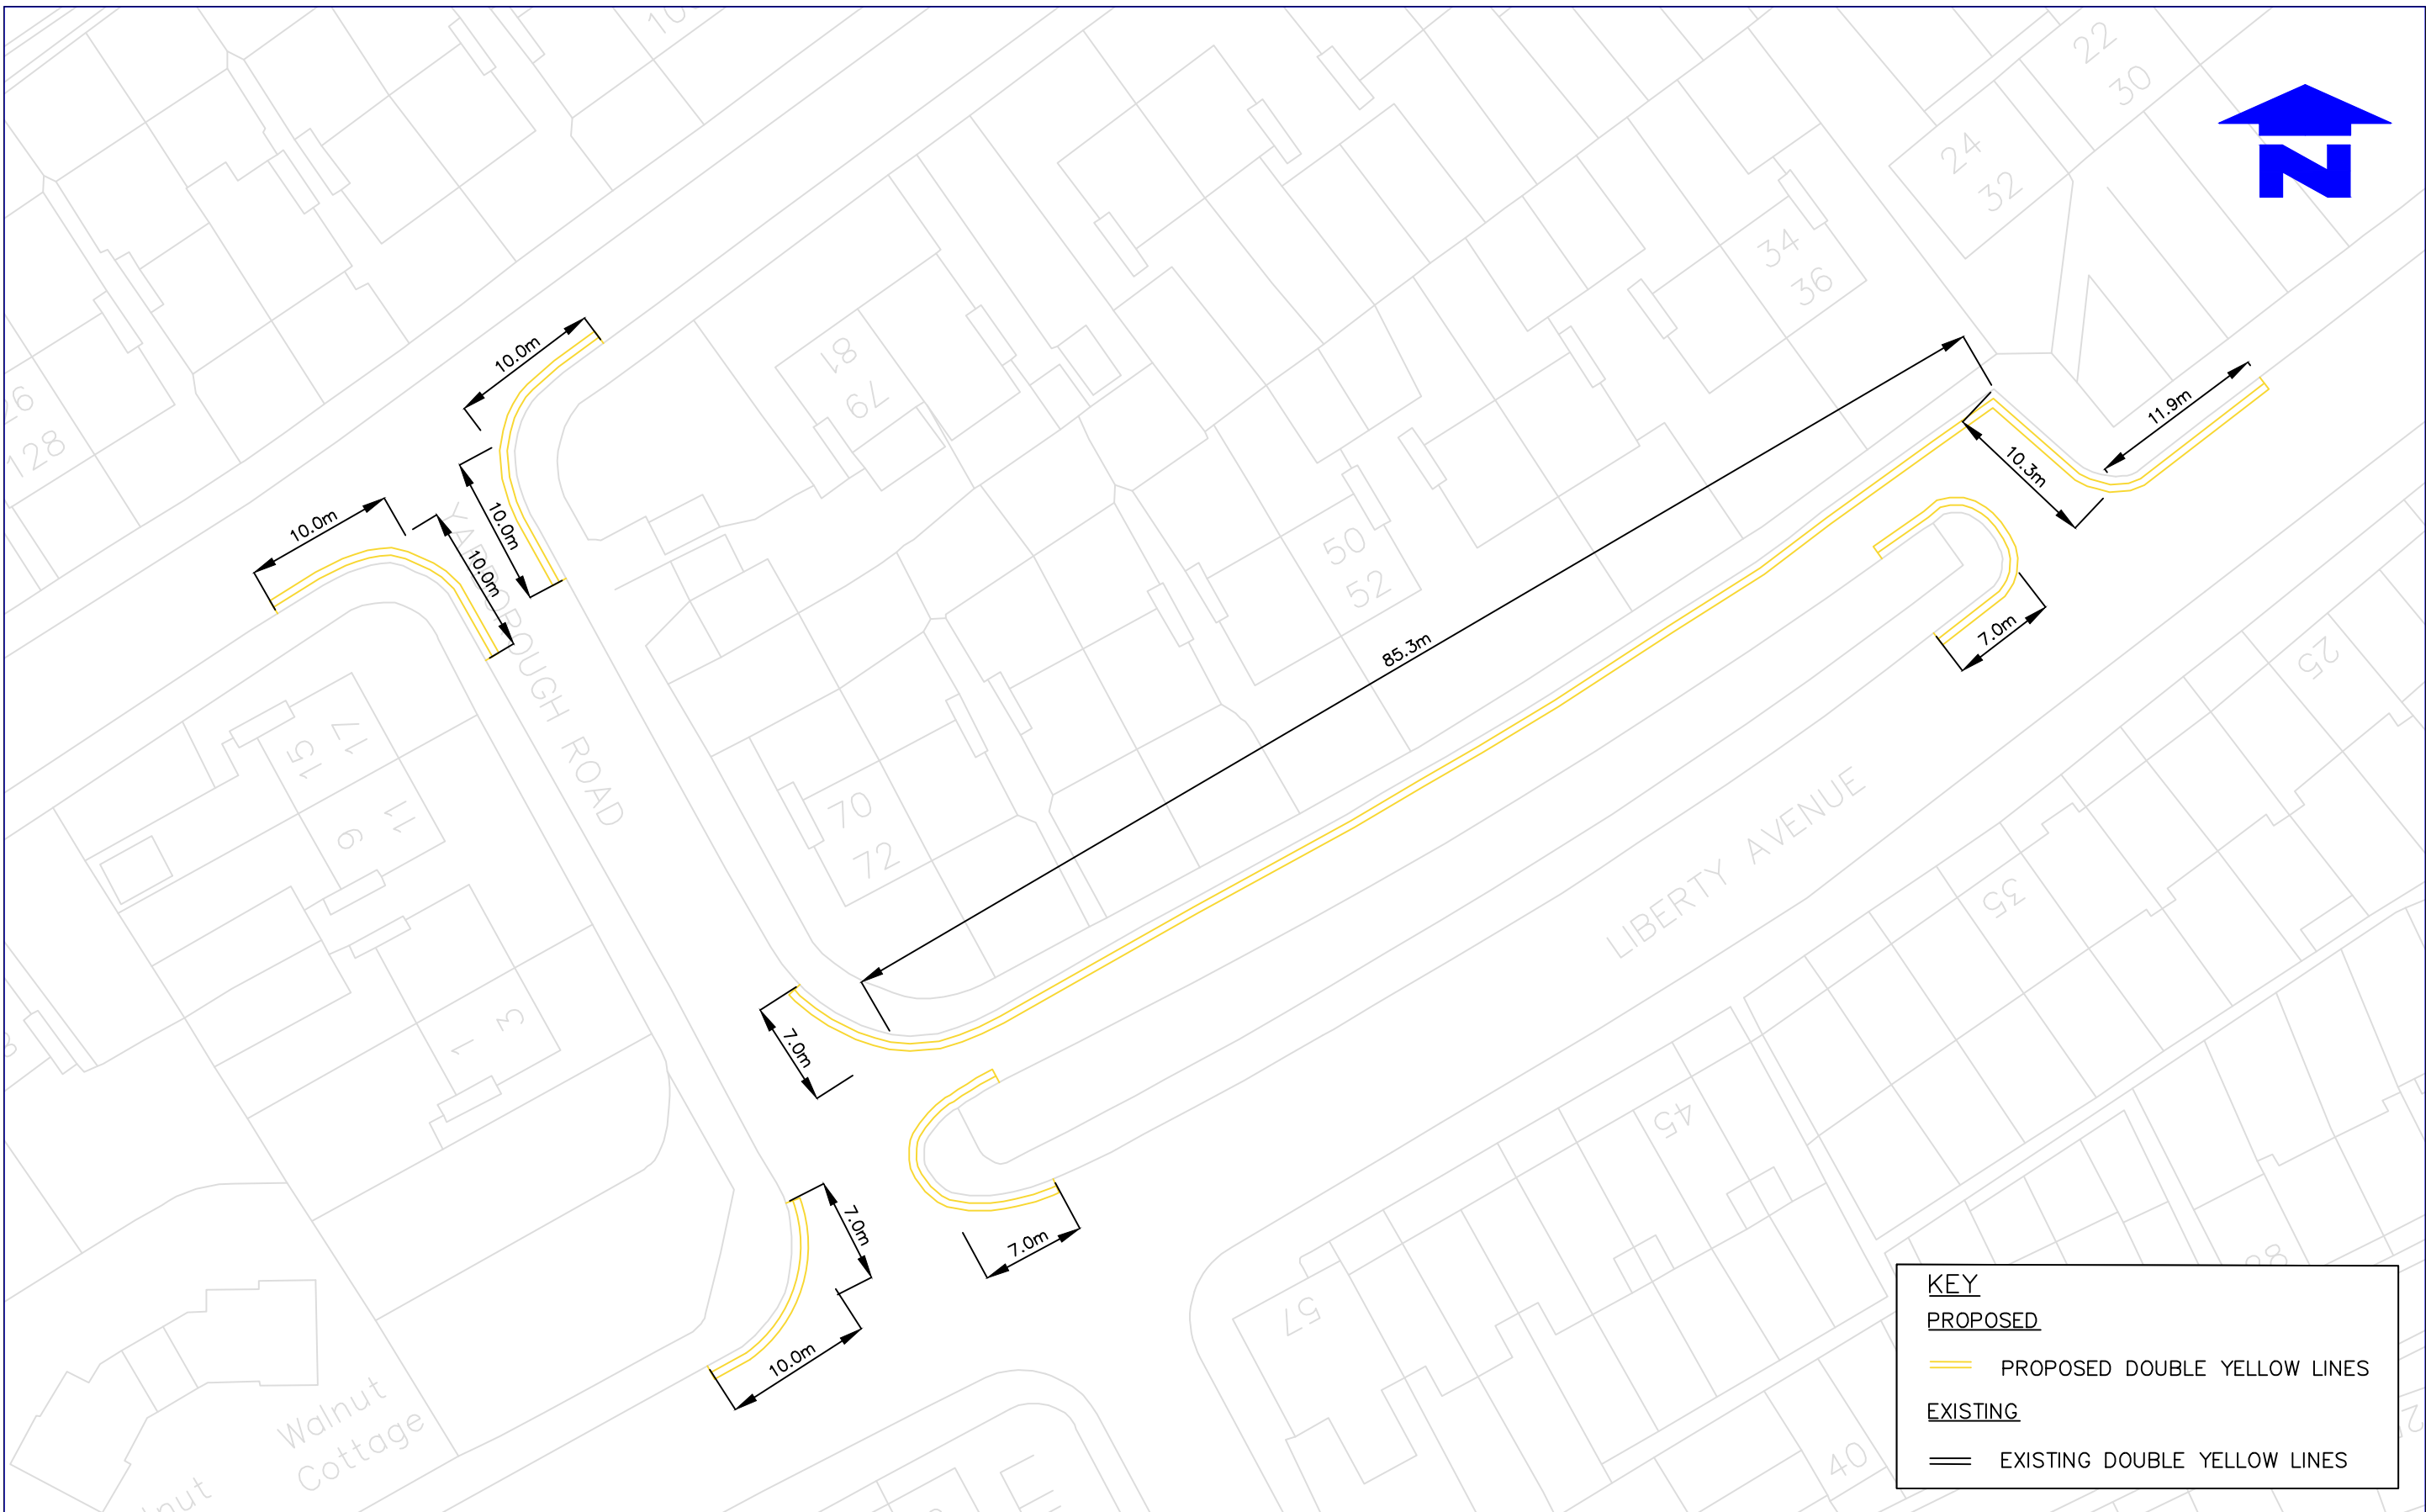 22
30
24
32
34
36
10.0m
81
79
128
10.0m
10.0m
10.0m
11.9m
10.3m
50
52
7.0m
85.3m
25
YARBOROUGH ROAD
17
15
11
9
70
72
LIBERTY AVENUE
35
3
1
7.0m
45
7.0m
7.0m
10.0m
57
Walnut
Cottage
40
KEY
PROPOSED
PROPOSED DOUBLE YELLOW LINES
EXISTING
EXISTING DOUBLE YELLOW LINES
N